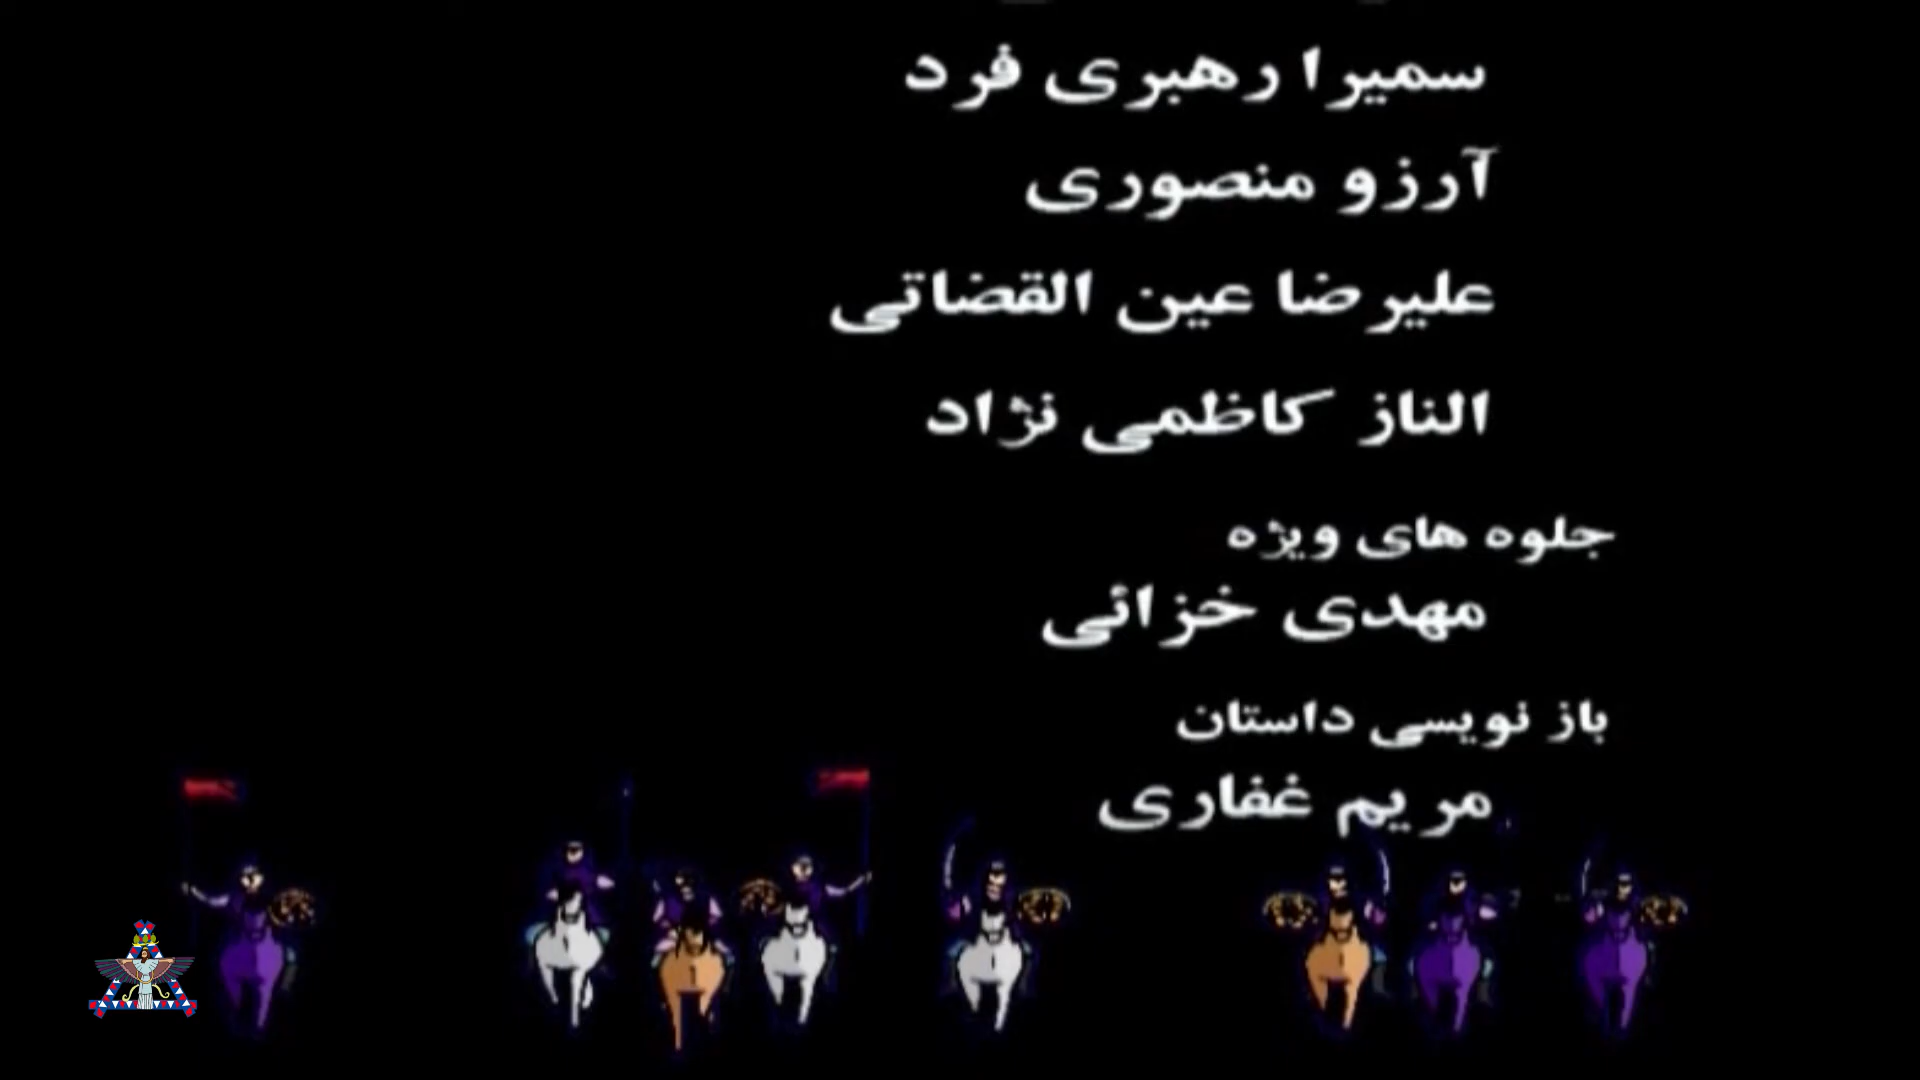 سمیرا رهبری فرد
آرزو منصوری
علیرضا عین القضاتی
الناز کاظمی نژاد
جلوه های ویژه
مهدی خزائی
باز نویسی داستان
مریم غفاری